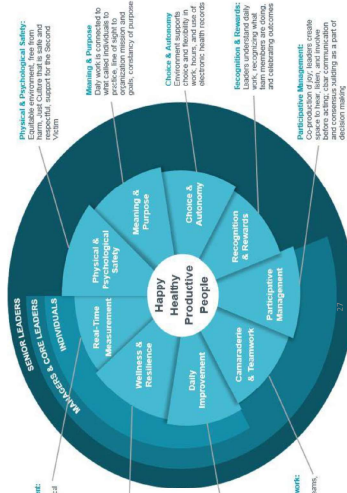 Physical & Psychological Safety:
Equitable environment, free from
harm, Just Culture that is safe and
respectful, support for the Second
Victim
Meaning & Purpose
Daily work is connected to
what called individuals to
practice, line of sight to
organization mission and
goals, constancy of purpose
Choice & Autonomy
Environment supports
choice and flexibility in
work, hours, and use of
electronic health records
Recognition & Rewards:
Leaders understand daily
work, recognizing what
team members are doing,
and celebrating outcomes
Participative Management:
Co-production of joy; leaders create
space to hear, listen, and involve
before acting; clear communication
and consensus building as a part of
decision making
SENIOR LEADERS
MANAGERS & CORE LEADERS
INDIVIDUALS
Physical &
Psychological
Safety
Meaning &
Purpose
Choice &
Autonomy
Recognition
& Rewards
Participative
Management
Camaraderie
& Teamwork
Daily
Improvement
Wellness &
Resilience
Real-Time
Measurement
Happy
Healthy
Productive
People
27